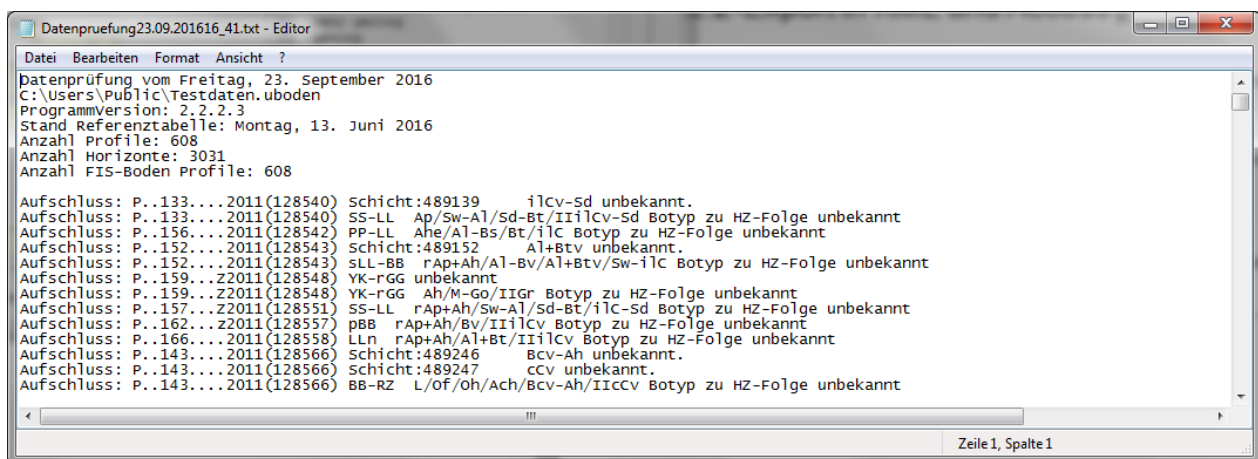 Datenpruefung23.09.201616_41.txt - Editor
Datei Bearbeiten Format Ansicht ?
Datenprüfung vom Freitag, 23. September 2016
C:\Users\Public\Testdaten.uboden
ProgrammVersion: 2.2.2.3
Stand Referenztabelle: Montag, 13. Juni 2016
Anzahl Profile: 608
Anzahl Horizonte: 3031
Anzahl FIS-Boden Profile: 608
Aufschluss: P..133....2011(128540) Schicht:489139 ilCv-Sd unbekannt.
Aufschluss: P..133....2011(128540) SS-LL Ap/Sw-Al/Sd-Bt/IIilCv-Sd Botyp zu HZ-Folge unbekannt
Aufschluss: P..156....2011(128542) PP-LL Ahe/Al-Bs/Bt/ilC Botyp zu HZ-Folge unbekannt
Aufschluss: P..152....2011(128543) Schicht:489152 Al+Btv unbekannt.
Aufschluss: P..152....2011(128543) sLL-BB rAp+Ah/Al-Bv/Al+Btv/Sw-ilC Botyp zu HZ-Folge unbekannt
Aufschluss: P..159...Z2011(128548) YK-rGG unbekannt
Aufschluss: P..159...Z2011(128548) YK-rGG Ah/M-Go/IIGr Botyp zu HZ-Folge unbekannt
Aufschluss: P..157...Z2011(128551) SS-LL rAp+Ah/Sw-Al/Sd-Bt/ilC-Sd Botyp zu HZ-Folge unbekannt
Aufschluss: P..162...Z2011(128557) pBB rAp+Ah/Bv/IIilCv Botyp zu HZ-Folge unbekannt
Aufschluss: P..166....2011(128558) LLn rAp+Ah/Al+Bt/IIilCv Botyp zu HZ-Folge unbekannt
Aufschluss: P..143....2011(128566) Schicht:489246 Bcv-Ah unbekannt.
Aufschluss: P..143....2011(128566) Schicht:489247 cCv unbekannt.
Aufschluss: P..143....2011(128566) BB-RZ L/Of/Oh/Ach/Bcv-Ah/IIcCv Botyp zu HZ-Folge unbekannt
Zeile 1, Spalte 1